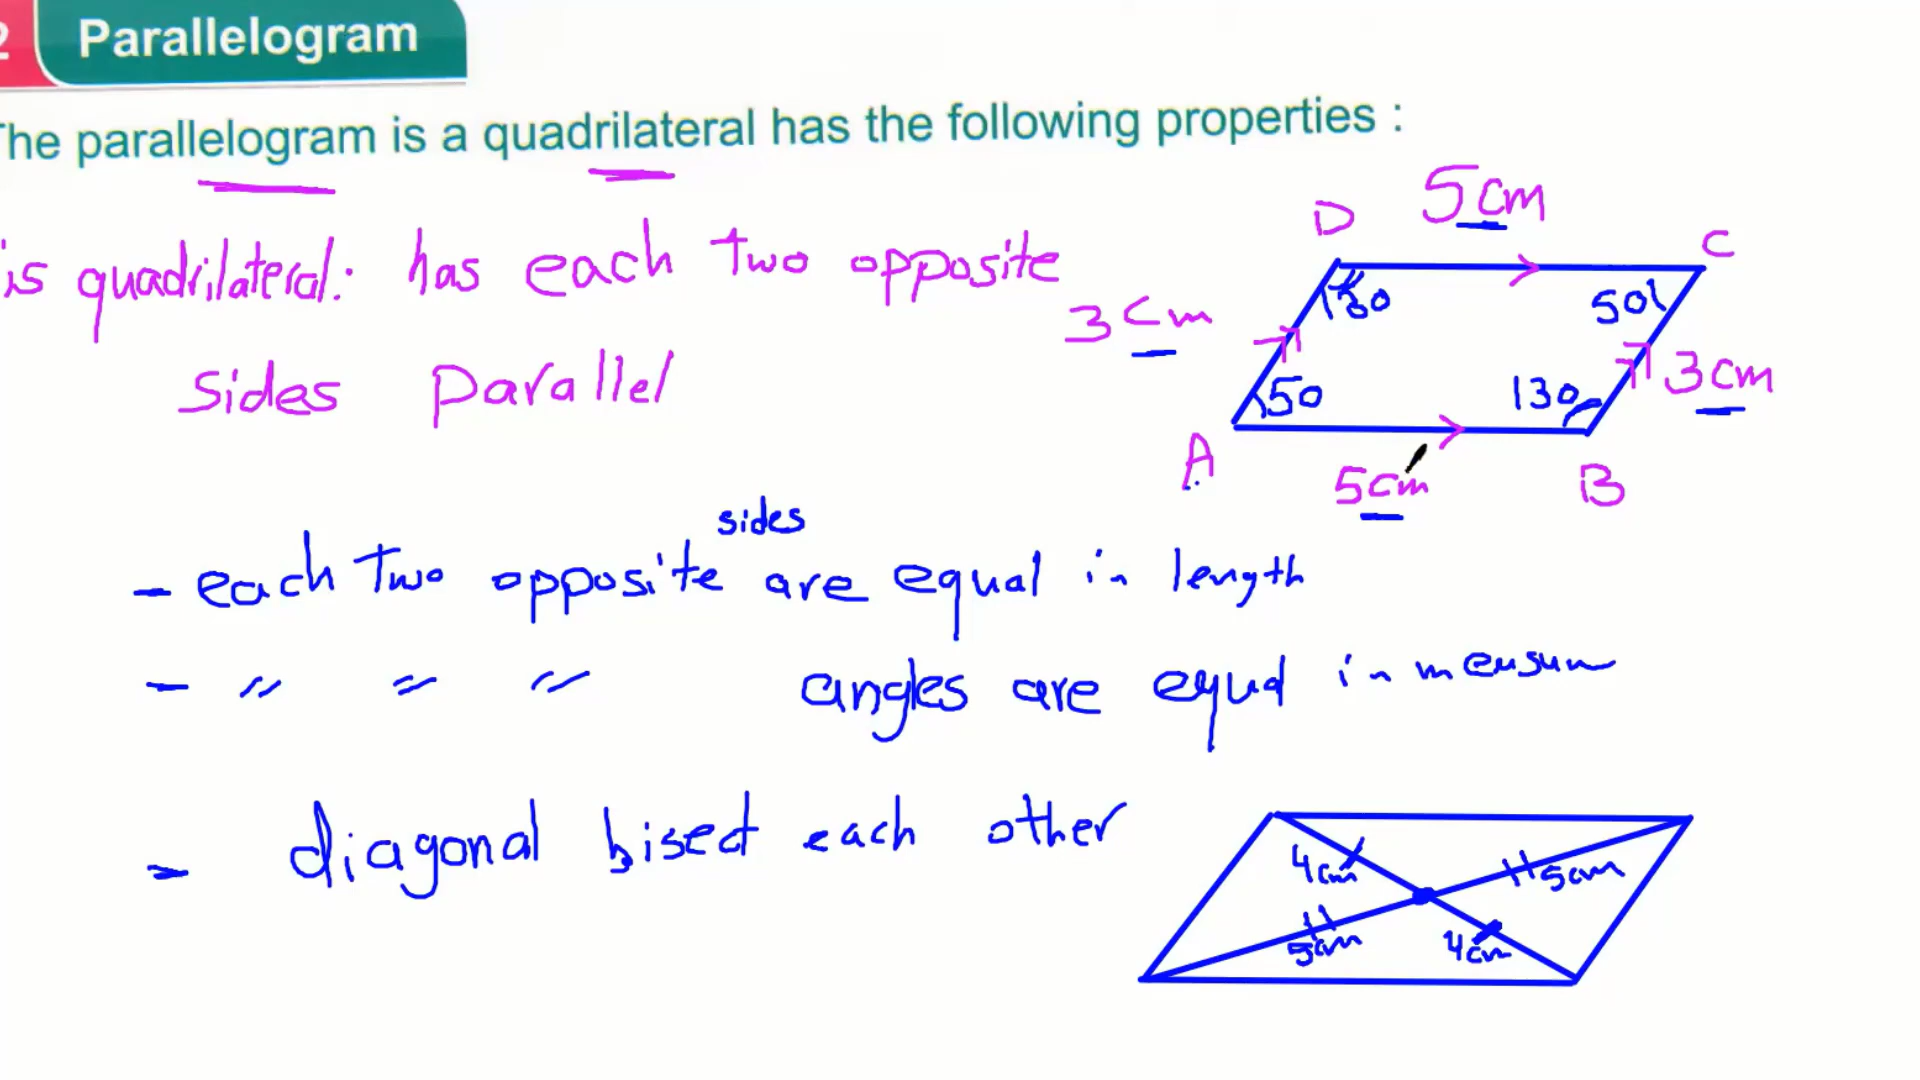 2 Parallelogram
The parallelogram is a quadrilateral has the following properties :
is quadrilateral: has each two opposite
sides parallel
D 5cm C
3cm 130 50
50 130 3cm
A 5cm B
sides
- each two opposite are equal in length
- 〃 〃 〃 angles are equal in measure
- diagonal bisect each other
4cm 5cm
5cm 4cm